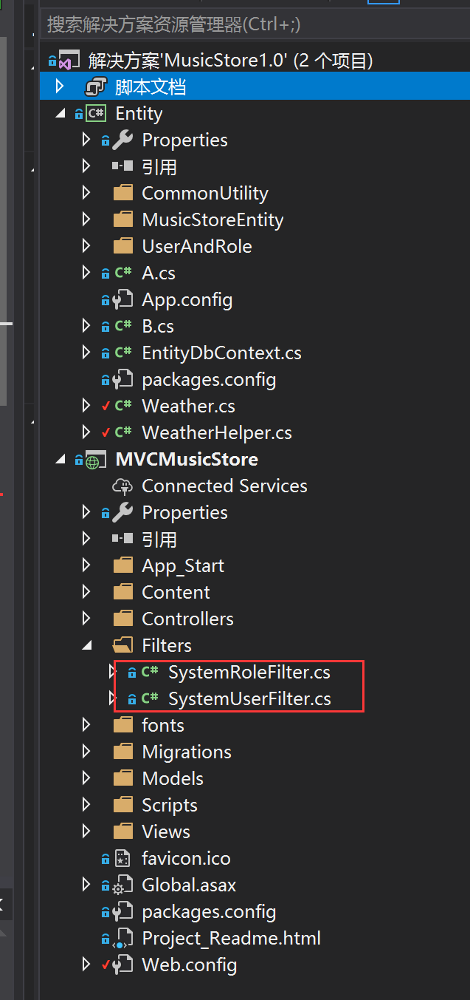 搜索解决方案资源管理器(Ctrl+;)
解决方案'MusicStore1.0' (2 个项目)
脚本文档
C# Entity
Properties
引用
CommonUtility
MusicStoreEntity
UserAndRole
C# A.cs
App.config
C# B.cs
C# EntityDbContext.cs
packages.config
C# Weather.cs
C# WeatherHelper.cs
MVCMusicStore
Connected Services
Properties
引用
App_Start
Content
Controllers
Filters
C# SystemRoleFilter.cs
C# SystemUserFilter.cs
fonts
Migrations
Models
Scripts
Views
favicon.ico
Global.asax
packages.config
Project_Readme.html
Web.config